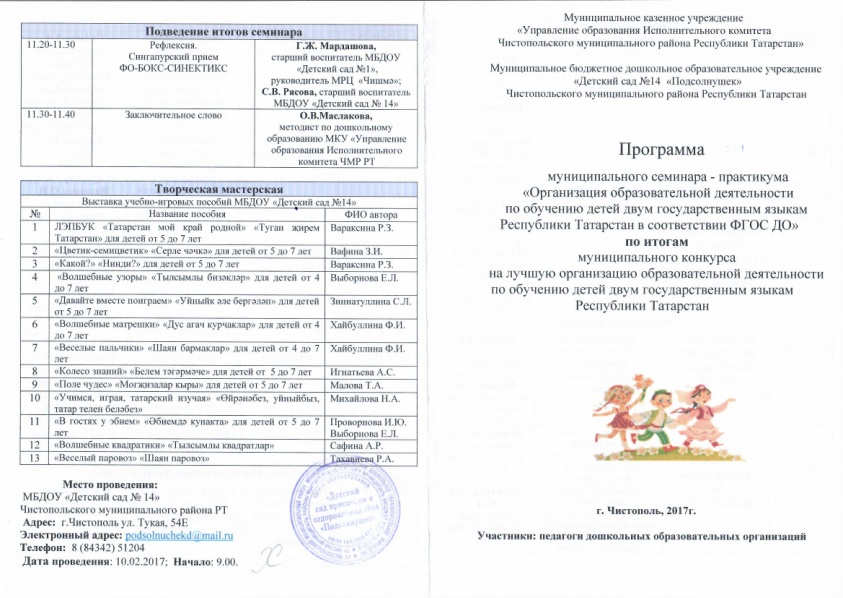 Подведение итогов семинара
11.20-11.30 Рефлексия. Г.Ж. Мардашова,
Сингапурский прием старший воспитатель МБДОУ
ФО-БОКС-СИНЕКТИКС «Детский сад №1»,
руководитель МРЦ «Чишмә»;
С.В. Рясова, старший воспитатель
МБДОУ «Детский сад № 14»
11.30-11.40 Заключительное слово О.В.Маслакова,
методист по дошкольному
образованию МКУ «Управление
образования Исполнительного
комитета ЧМР РТ
Творческая мастерская
Выставка учебно-игровых пособий МБДОУ «Детский сад №14»
№ Название пособия ФИО автора
1 ЛЭПБУК «Татарстан мой край родной» «Туган жирем Вараксина Р.З.
Татарстан» для детей от 5 до 7 лет
2 «Цветик-семицветик» «Серле чәчкә» для детей от 5 до 7 лет Вафина З.И.
3 «Какой?» «Нинди?» для детей от 5 до 7 лет Вараксина Р.З.
4 «Волшебные узоры» «Тылсымлы бизәкләр» для детей от 4 Выборнова Е.Л.
до 7 лет
5 «Давайте вместе поиграем» «Уйныйк әле бергәләп» для детей Зиннатуллина С.Л.
от 5 до 7 лет
6 «Волшебные матрешки» «Дус агач курчаклар» для детей от 4 Хайбуллина Ф.И.
до 7 лет
7 «Веселые пальчики» «Шаян бармаклар» для детей от 4 до 7 Хайбуллина Ф.И.
лет
8 «Колесо знаний» «Белем тәгәрмәче» для детей от 5 до 7 лет Игнатьева А.С.
9 «Поле чудес» «Могжизалар кыры» для детей от 5 до 7 лет Малова Т.А.
10 «Учимся, играя, татарский изучая» «Өйрәнәбез, уйныйбыз, Михайлова Н.А.
татар телен беләбез»
11 «В гостях у эбием» «Әбиемдә кунакта» для детей от 5 до 7 Проворнова И.Ю.
лет Выборнова Е.Л.
12 «Волшебные квадратики» «Тылсымлы квадратлар» Сафина А.Р.
13 «Веселый паровоз» «Шаян паровоз» Тахавиева Р.А.
Место проведения:
МБДОУ «Детский сад № 14»
Чистопольского муниципального района РТ
Адрес: г.Чистополь ул. Тукая, 54Е
Электронный адрес: podsolnuchekd@mail.ru
Телефон: 8 (84342) 51204
Дата проведения: 10.02.2017; Начало: 9.00.
«Детский
сад присмотра и
оздоровления №14
«Подсолнушек»
Муниципальное казенное учреждение
«Управление образования Исполнительного комитета
Чистопольского муниципального района Республики Татарстан»
Муниципальное бюджетное дошкольное образовательное учреждение
«Детский сад №14 «Подсолнушек»
Чистопольского муниципального района Республики Татарстан
Программа
муниципального семинара - практикума
«Организация образовательной деятельности
по обучению детей двум государственным языкам
Республики Татарстан в соответствии ФГОС ДО»
по итогам
муниципального конкурса
на лучшую организацию образовательной деятельности
по обучению детей двум государственным языкам
Республики Татарстан
г. Чистополь, 2017г.
Участники: педагоги дошкольных образовательных организаций